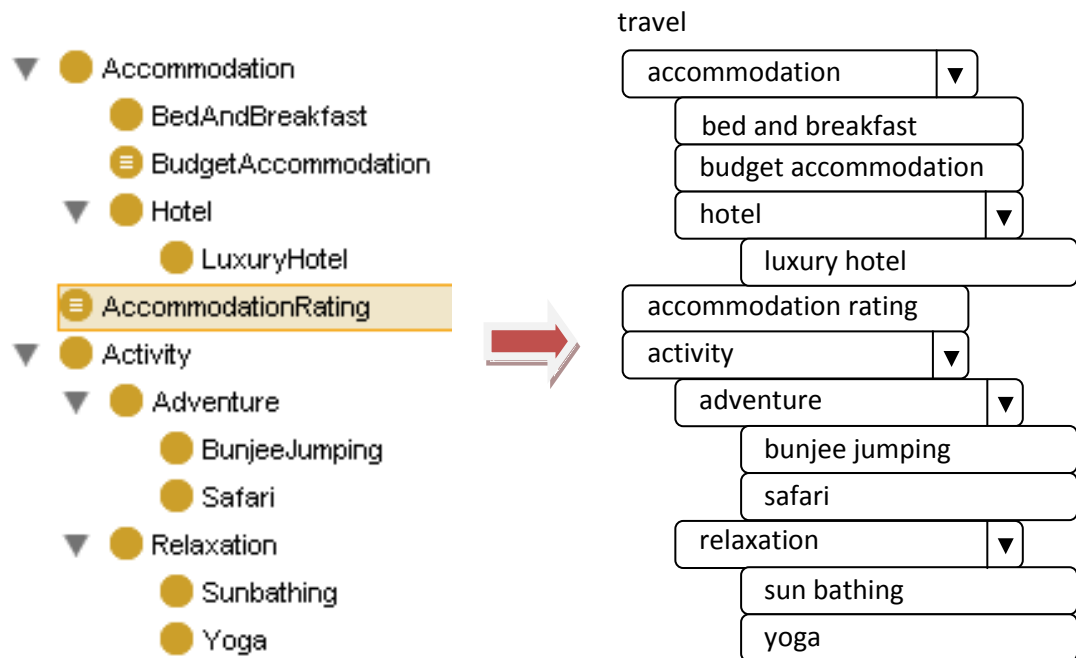 Accommodation
BedAndBreakfast
BudgetAccommodation
Hotel
LuxuryHotel
AccommodationRating
Activity
Adventure
BunjeeJumping
Safari
Relaxation
Sunbathing
Yoga
travel
accommodation
bed and breakfast
budget accommodation
hotel
luxury hotel
accommodation rating
activity
adventure
bunjee jumping
safari
relaxation
sun bathing
yoga